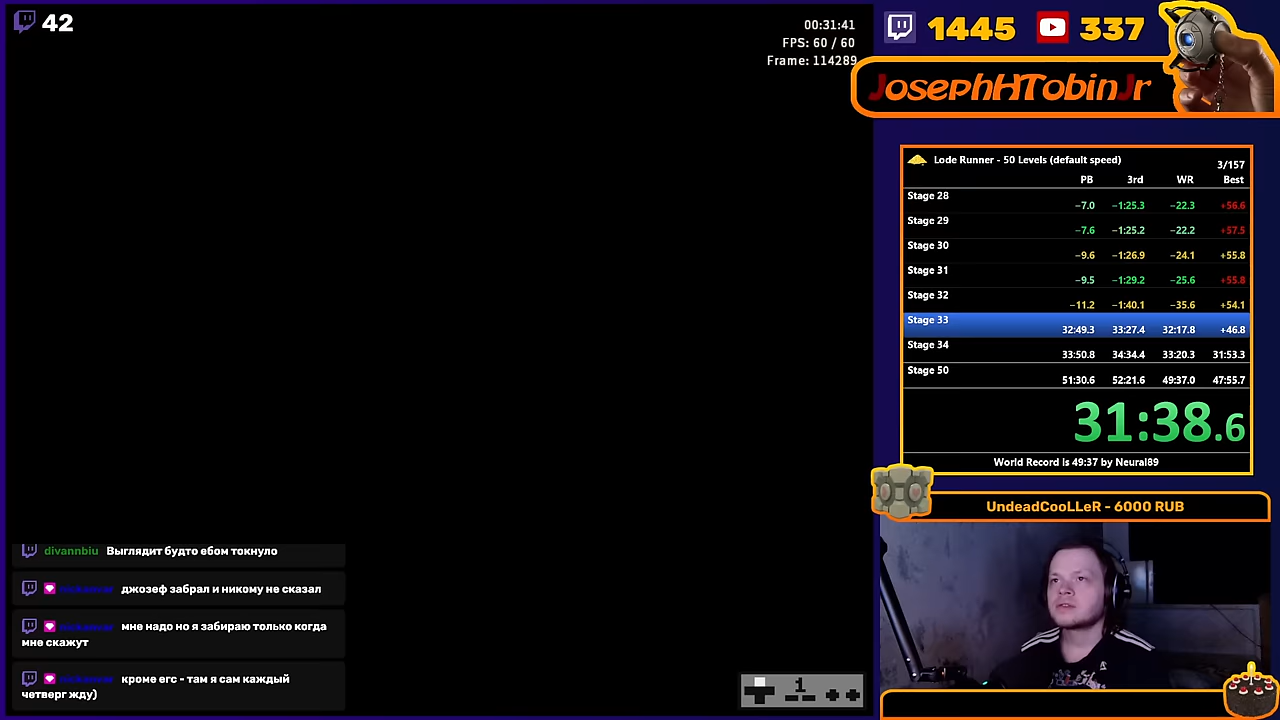 42
00:31:41
FPS: 60 / 60
Frame: 114289
1445
337
JosephHTobinJr
Lode Runner - 50 Levels (default speed)
3/157
PB 3rd WR Best
Stage 28
−7.0 −1:25.3 −22.3 +56.6
Stage 29
−7.6 −1:25.2 −22.2 +57.5
Stage 30
−9.6 −1:26.9 −24.1 +55.8
Stage 31
−9.5 −1:29.2 −25.6 +55.8
Stage 32
−11.2 −1:40.1 −35.6 +54.1
Stage 33
32:49.3 33:27.4 32:17.8 +46.8
Stage 34
33:50.8 34:34.4 33:20.3 31:53.3
Stage 50
51:30.6 52:21.6 49:37.0 47:55.7
31:38.6
World Record is 49:37 by Neural89
UndeadCooLLeR - 6000 RUB
divannbiu Выглядит будто ебом токнуло
джозеф забрал и никому не сказал
мне надо но я забираю только когда
мне скажут
кроме егс - там я сам каждый
четверг жду)
1